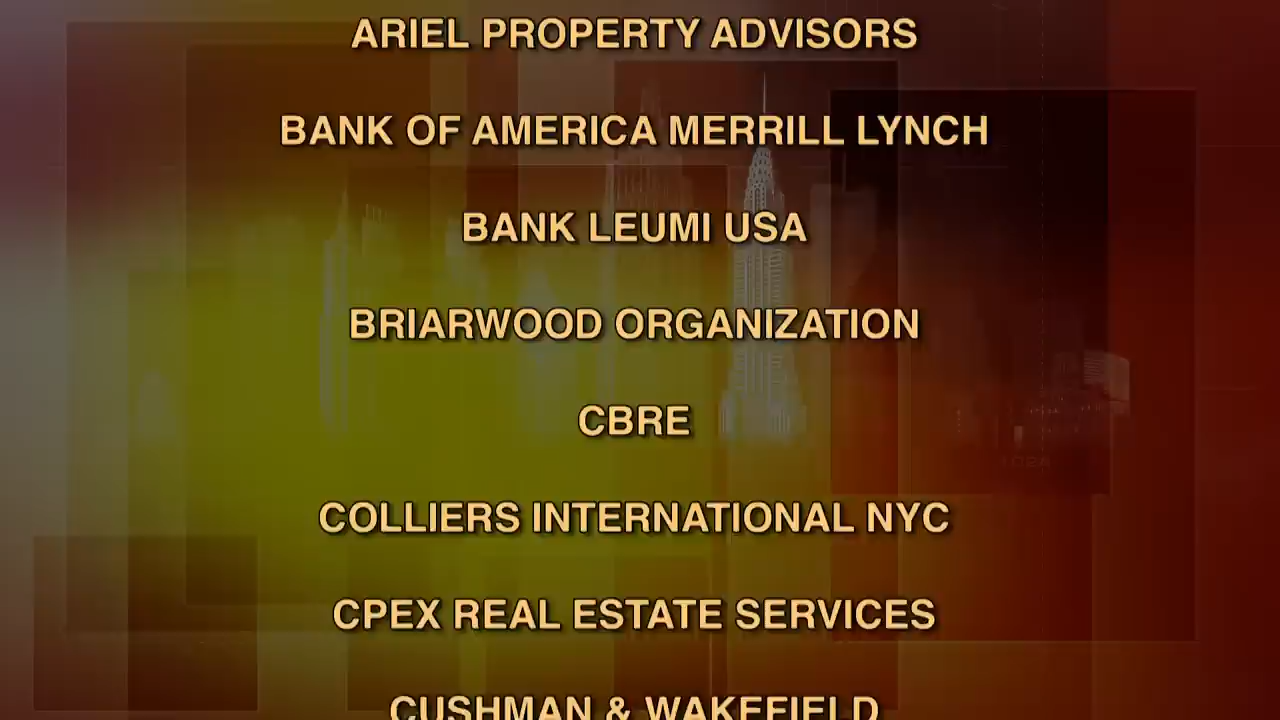 ARIEL PROPERTY ADVISORS
BANK OF AMERICA MERRILL LYNCH
BANK LEUMI USA
BRIARWOOD ORGANIZATION
CBRE
COLLIERS INTERNATIONAL NYC
CPEX REAL ESTATE SERVICES
CUSHMAN & WAKEFIELD